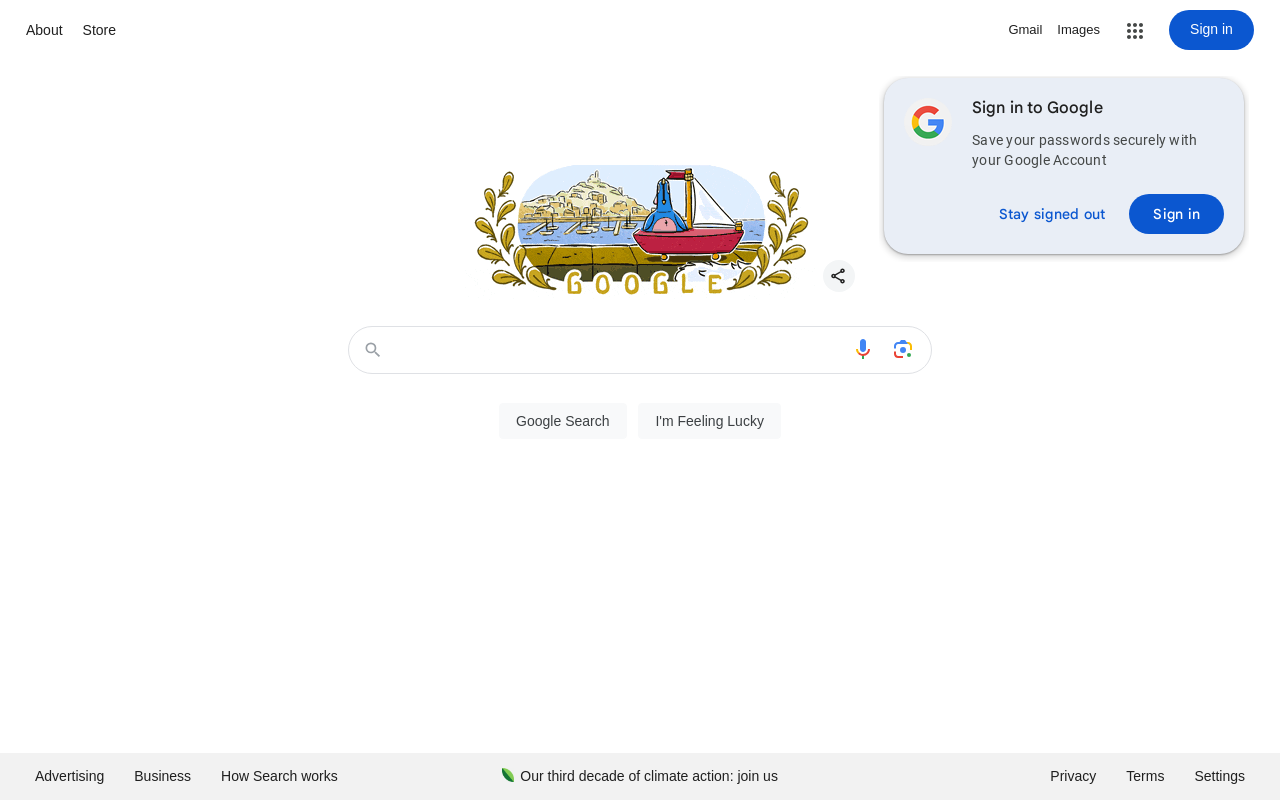 About
Store
Gmail
Images
Sign in
Sign in to Google
Save your passwords securely with
your Google Account
Stay signed out
Sign in
GOOGLE
Google Search
I'm Feeling Lucky
Advertising
Business
How Search works
Our third decade of climate action: join us
Privacy
Terms
Settings